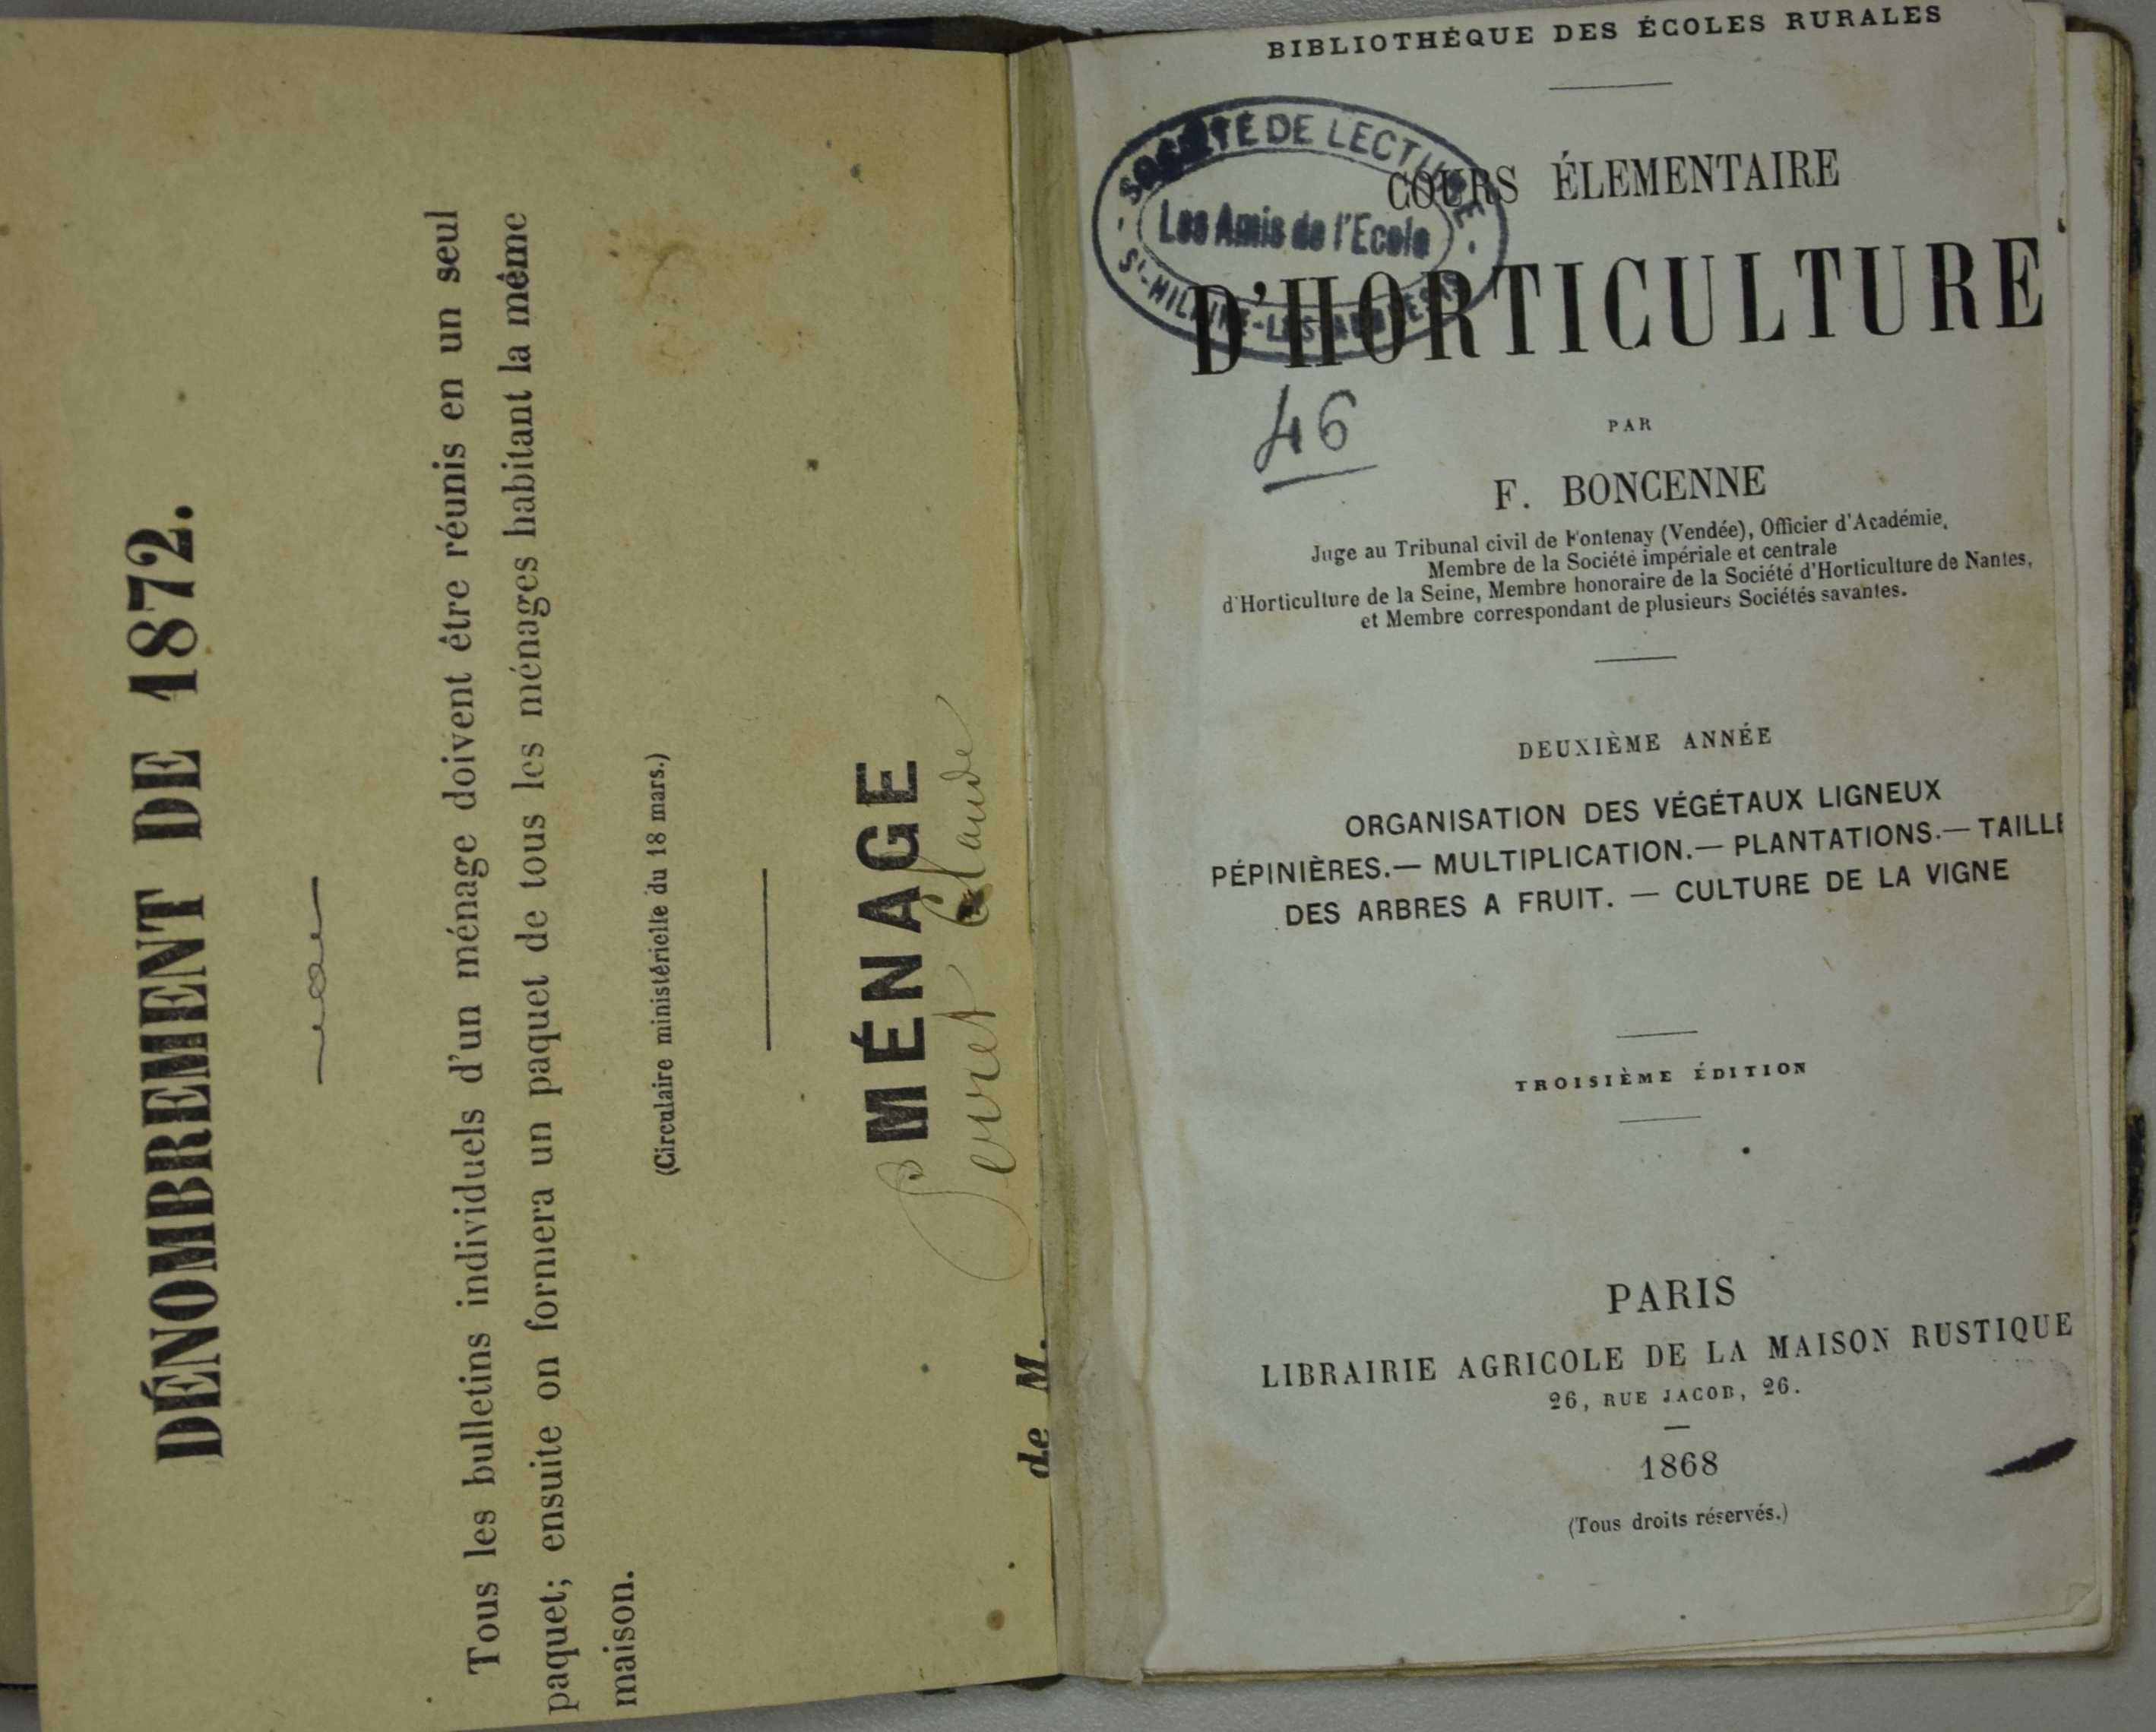 DÉNOMBREMENT DE 1872.
Tous les bulletins individuels d'un ménage doivent être réunis en un seul
paquet; ensuite on formera un paquet de tous les ménages habitant la même
maison.
(Circulaire ministérielle du 18 mars.)
MÉNAGE
de M. Perret Claude
BIBLIOTHÈQUE DES ÉCOLES RURALES
SOCIÉTÉ DE LECTURE
Les Amis de l'Ecole
St-HILAIRE-LES
COURS ÉLEMENTAIRE
D'HORTICULTURE
46
PAR
F. BONCENNE
Juge au Tribunal civil de Fontenay (Vendée), Officier d'Académie,
Membre de la Société impériale et centrale
d'Horticulture de la Seine, Membre honoraire de la Société d'Horticulture de Nantes,
et Membre correspondant de plusieurs Sociétés savantes.
DEUXIÈME ANNÉE
ORGANISATION DES VÉGÉTAUX LIGNEUX
PÉPINIÈRES.— MULTIPLICATION.— PLANTATIONS.— TAILLE
DES ARBRES A FRUIT. — CULTURE DE LA VIGNE
TROISIÈME ÉDITION
PARIS
LIBRAIRIE AGRICOLE DE LA MAISON RUSTIQUE
26, RUE JACOB, 26.
1868
(Tous droits réservés.)